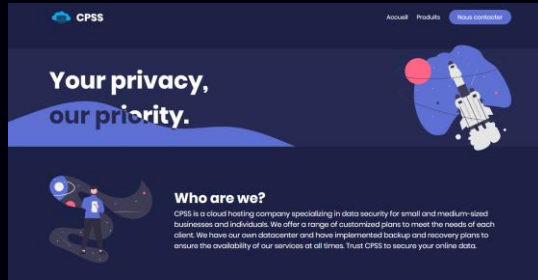 CPSS
Accueil Produits Nous contacter
Your privacy,
our priority.
Who are we?
CPSS is a cloud hosting company specializing in data security for small and medium-sized
businesses and individuals. We offer a range of customized plans to meet the needs of each
client. We have our own datacenter and have implemented backup and recovery plans to
ensure the availability of our services at all times. Trust CPSS to secure your online data.